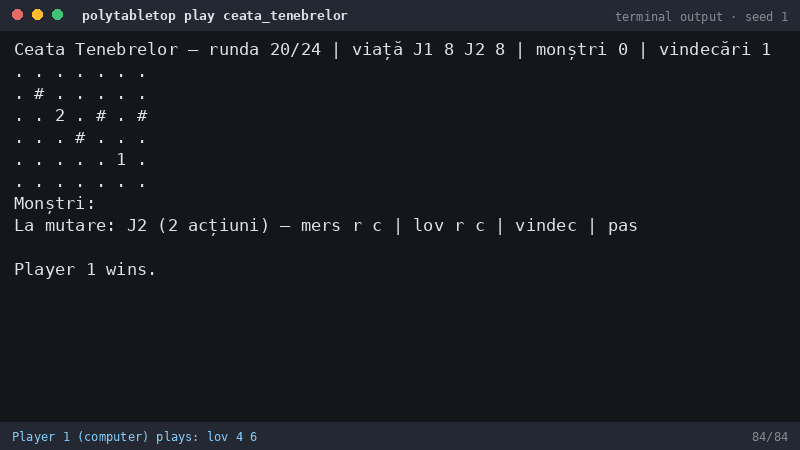 polytabletop play ceata_tenebrelor
terminal output · seed 1
Ceata Tenebrelor — runda 20/24 | viață J1 8 J2 8 | monștri 0 | vindecări 1
. . . . . . .
. # . . . . .
. . 2 . # . #
. . . # . . .
. . . . . 1 .
. . . . . . .
Monștri:
La mutare: J2 (2 acțiuni) — mers r c | lov r c | vindec | pas
Player 1 wins.
Player 1 (computer) plays: lov 4 6
84/84